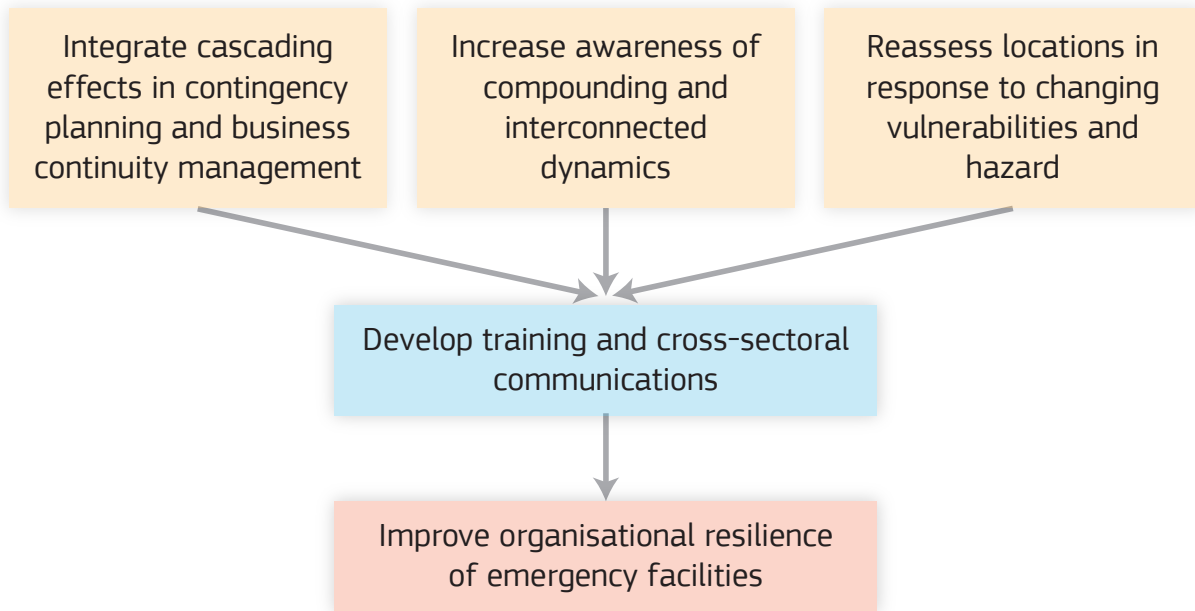 Integrate cascading
effects in contingency
planning and business
continuity management
Increase awareness of
compounding and
interconnected
dynamics
Reassess locations in
response to changing
vulnerabilities and
hazard
Develop training and cross-sectoral
communications
Improve organisational resilience
of emergency facilities